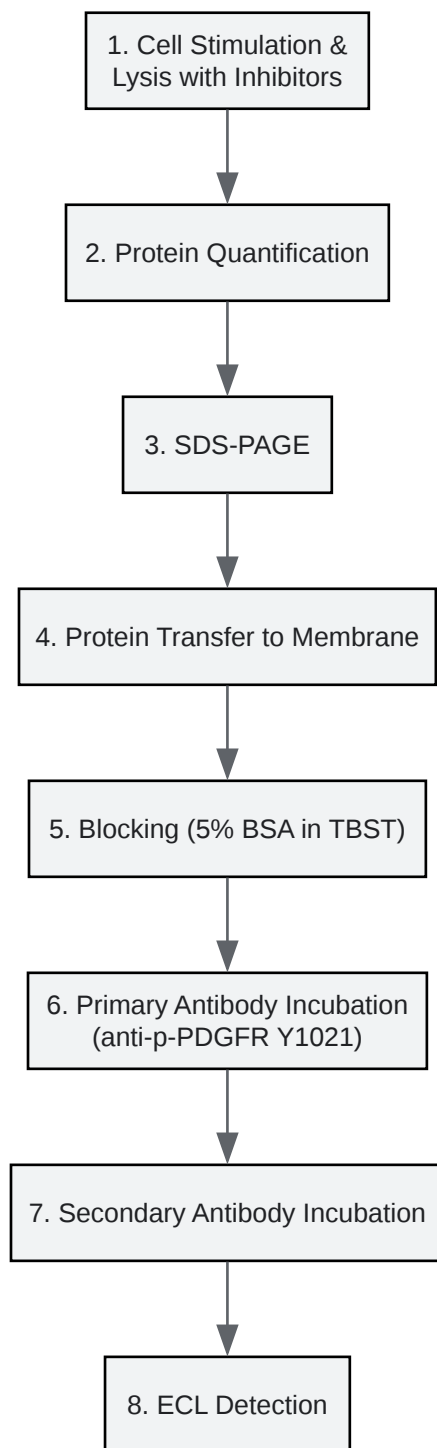 1. Cell Stimulation &
Lysis with Inhibitors
2. Protein Quantification
3. SDS-PAGE
4. Protein Transfer to Membrane
5. Blocking (5% BSA in TBST)
6. Primary Antibody Incubation
(anti-p-PDGFR Y1021)
7. Secondary Antibody Incubation
8. ECL Detection